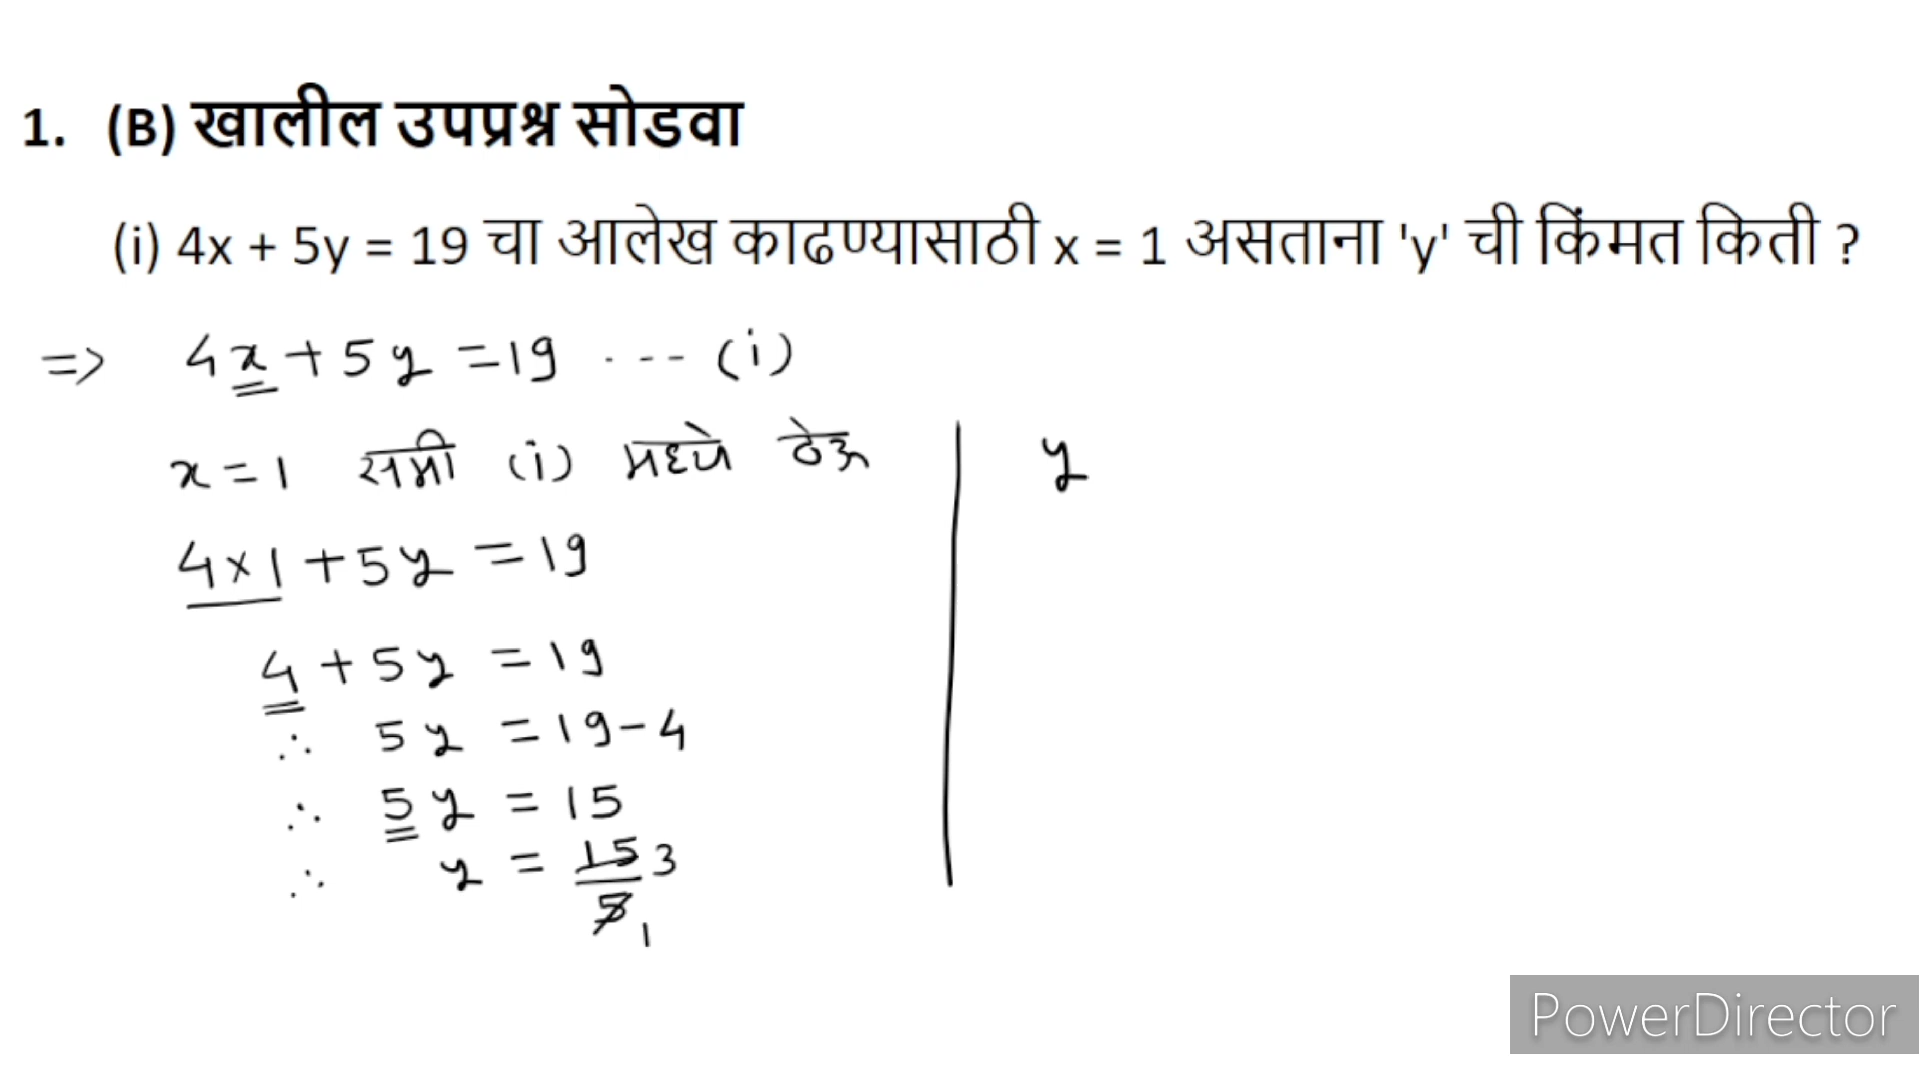 1. (B) खालील उपप्रश्न सोडवा
(i) 4x + 5y = 19 चा आलेख काढण्यासाठी x = 1 असताना 'y' ची किंमत किती ?
=> 4x + 5y = 19 ... (i)
x = 1 समी (i) मध्ये ठेऊ
4 × 1 + 5y = 19
4 + 5y = 19
∴ 5y = 19 - 4
∴ 5y = 15
∴ y = 15/5 3 1
y
PowerDirector